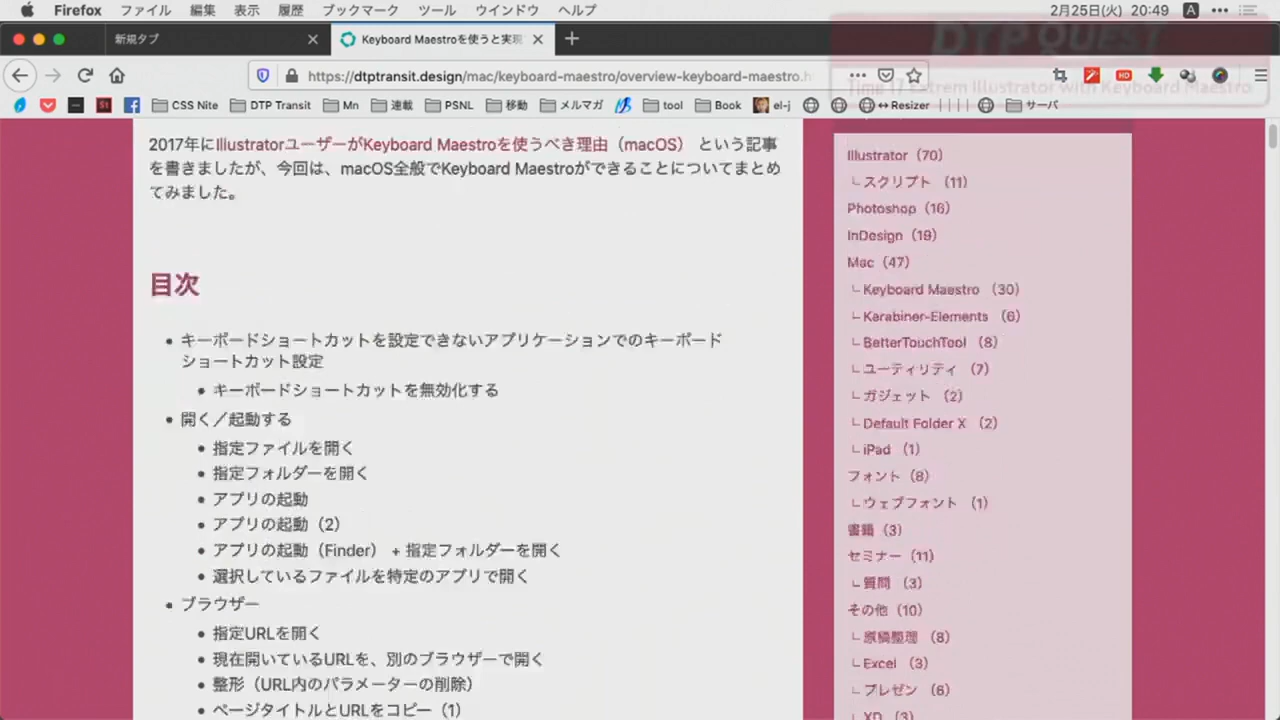 Firefox ファイル 編集 表示 履歴 ブックマーク ツール ウインドウ ヘルプ 2月25日(火) 20:49 A
DTP QUEST
新規タブ
Keyboard Maestroを使うと実現
https://dtptransit.design/mac/keyboard-maestro/overview-keyboard-maestro.h
HD
Time 17 Extrem Illustrator with Keyboard Maestro
St CSS Nite DTP Transit Mn 連載 PSNL 移動 メルマガ tool Book el-j ↔Resizer サーバ
2017年にIllustratorユーザーがKeyboard Maestroを使うべき理由（macOS） という記事
を書きましたが、今回は、macOS全般でKeyboard Maestroができることについてまとめ
てみました。
目次
キーボードショートカットを設定できないアプリケーションでのキーボード
ショートカット設定
キーボードショートカットを無効化する
開く／起動する
指定ファイルを開く
指定フォルダーを開く
アプリの起動
アプリの起動（2）
アプリの起動（Finder） + 指定フォルダーを開く
選択しているファイルを特定のアプリで開く
ブラウザー
指定URLを開く
現在開いているURLを、別のブラウザーで開く
整形（URL内のパラメーターの削除）
ページタイトルとURLをコピー（1）
Illustrator（70）
└ スクリプト （11）
Photoshop（16）
InDesign（19）
Mac（47）
└ Keyboard Maestro （30）
└ Karabiner-Elements （6）
└ BetterTouchTool （8）
└ ユーティリティ （7）
└ ガジェット （2）
└ Default Folder X （2）
└ iPad （1）
フォント（8）
└ ウェブフォント （1）
書籍（3）
セミナー（11）
└ 質問 （3）
その他（10）
└ 原稿整理 （8）
└ Excel （3）
└ プレゼン （6）
└ XD （3）